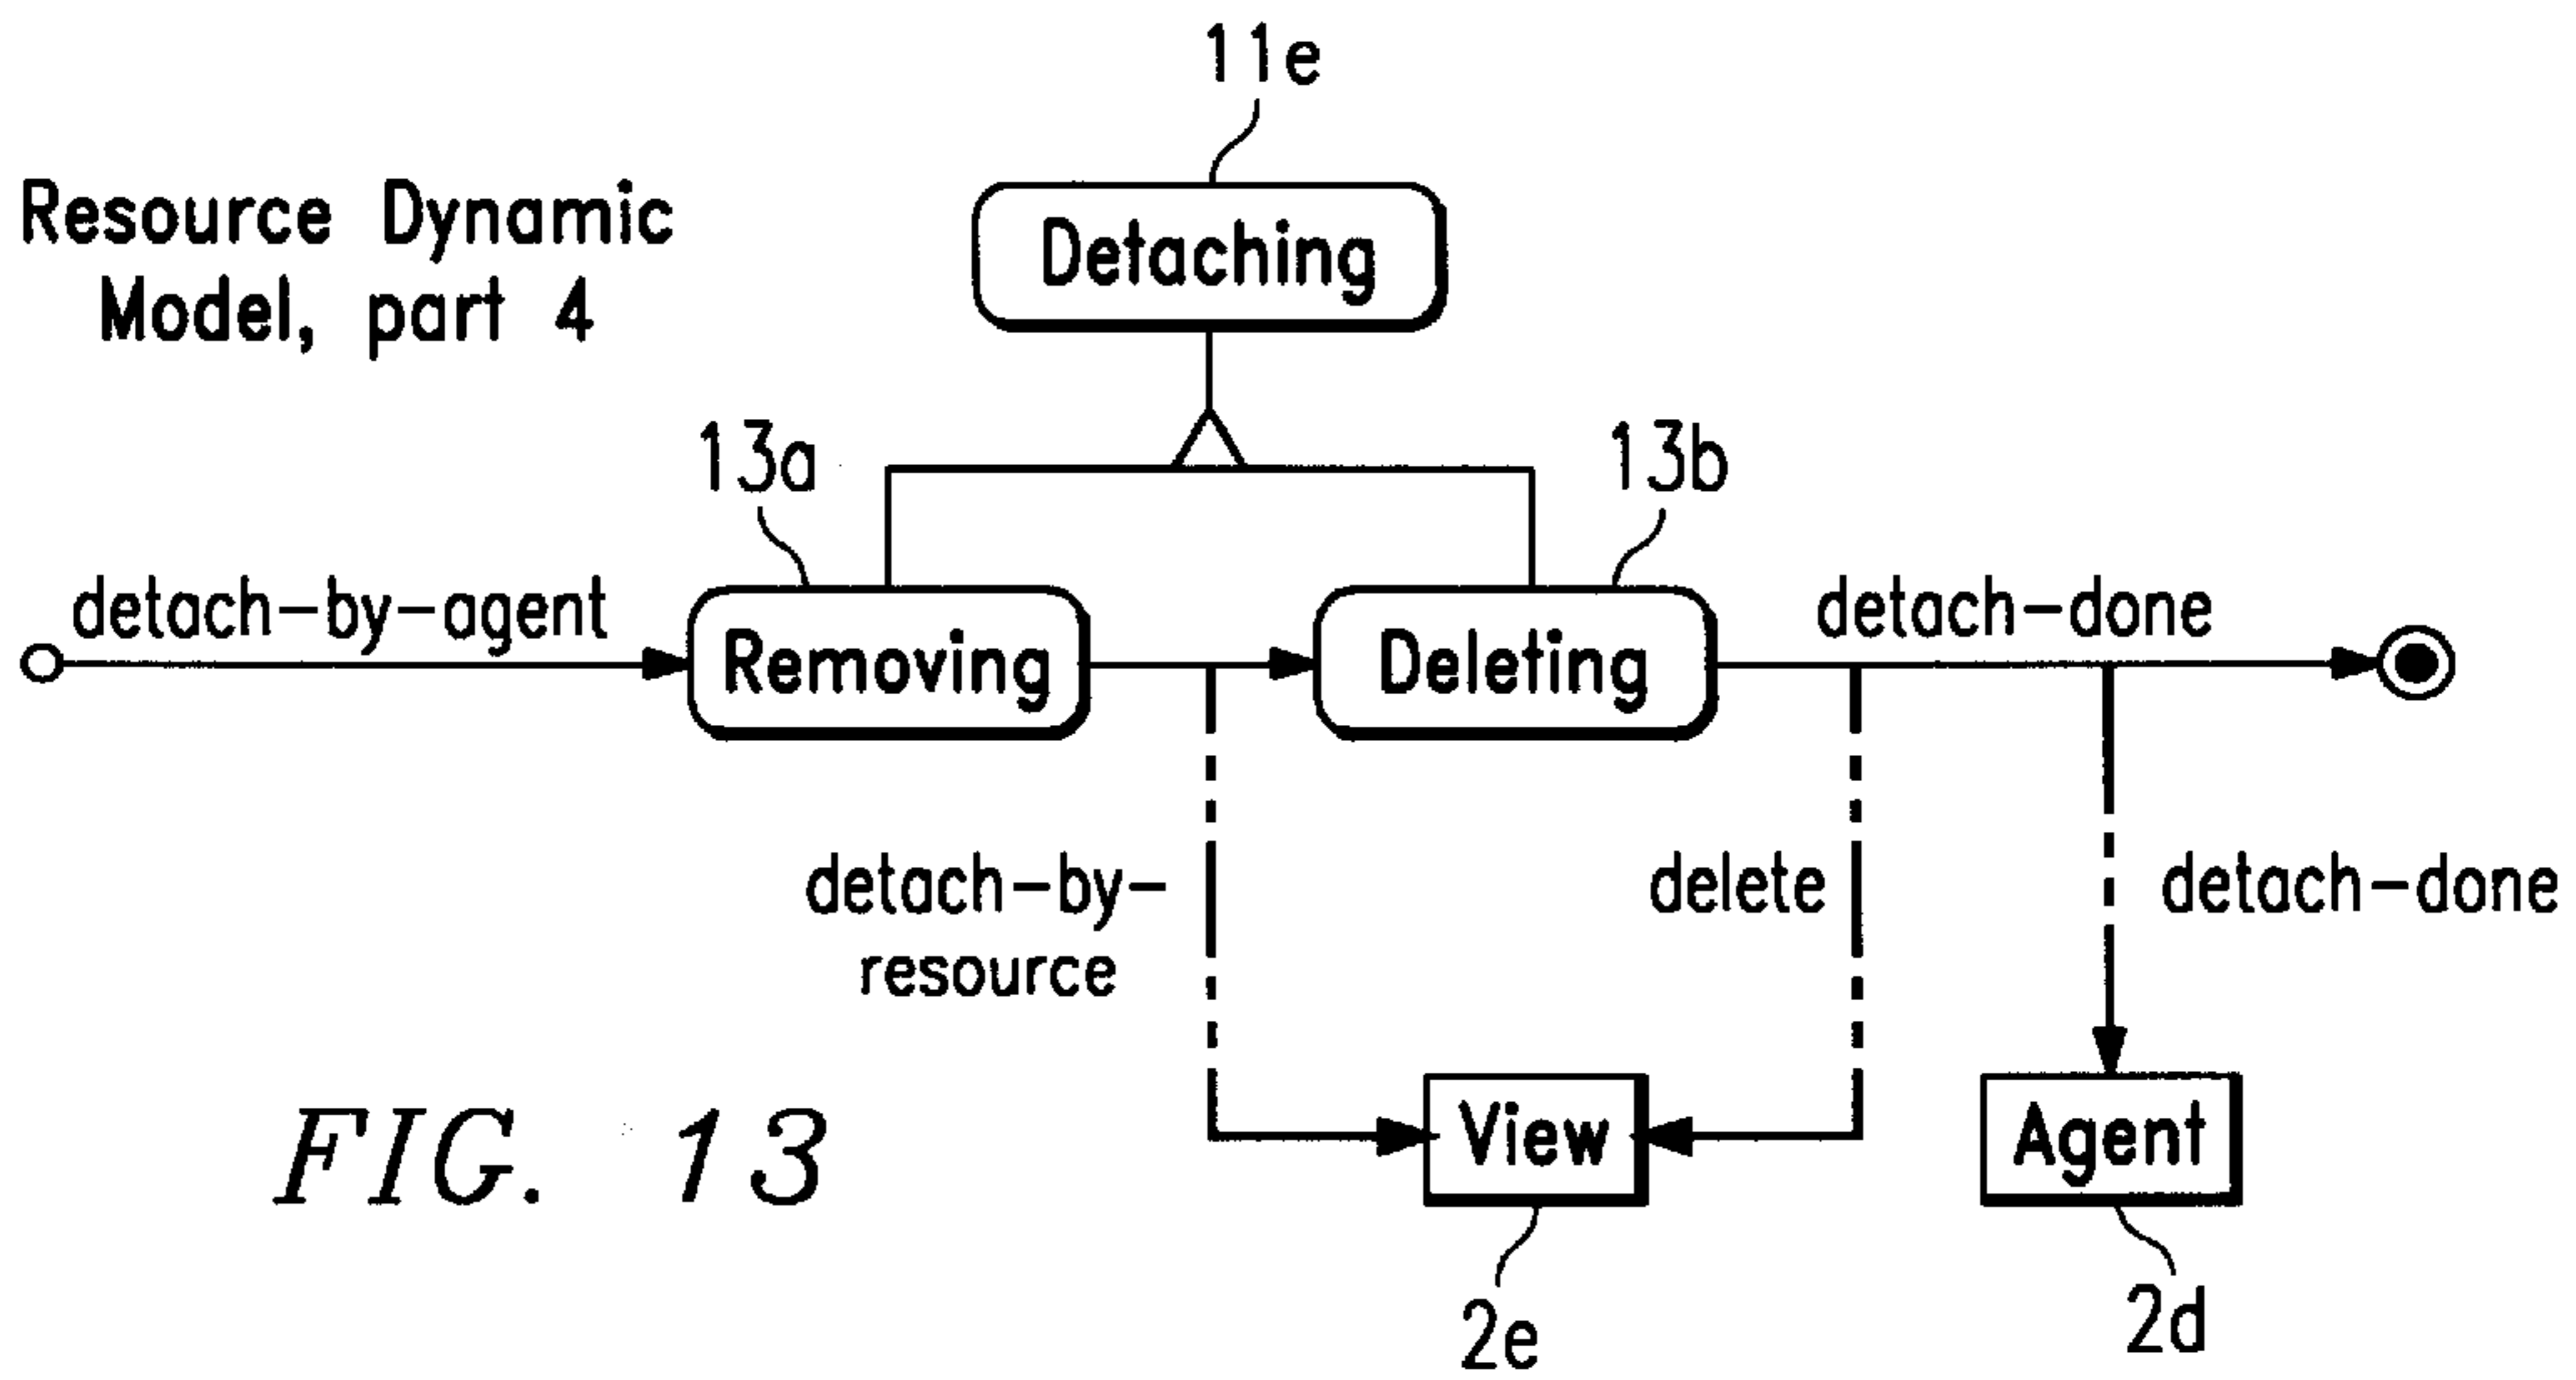 11e
Resource Dynamic
Model, part 4
Detaching
13a
13b
detach-by-agent
Removing
Deleting
detach-done
detach-by-
resource
delete
detach-done
View
Agent
FIG. 13
2e
2d